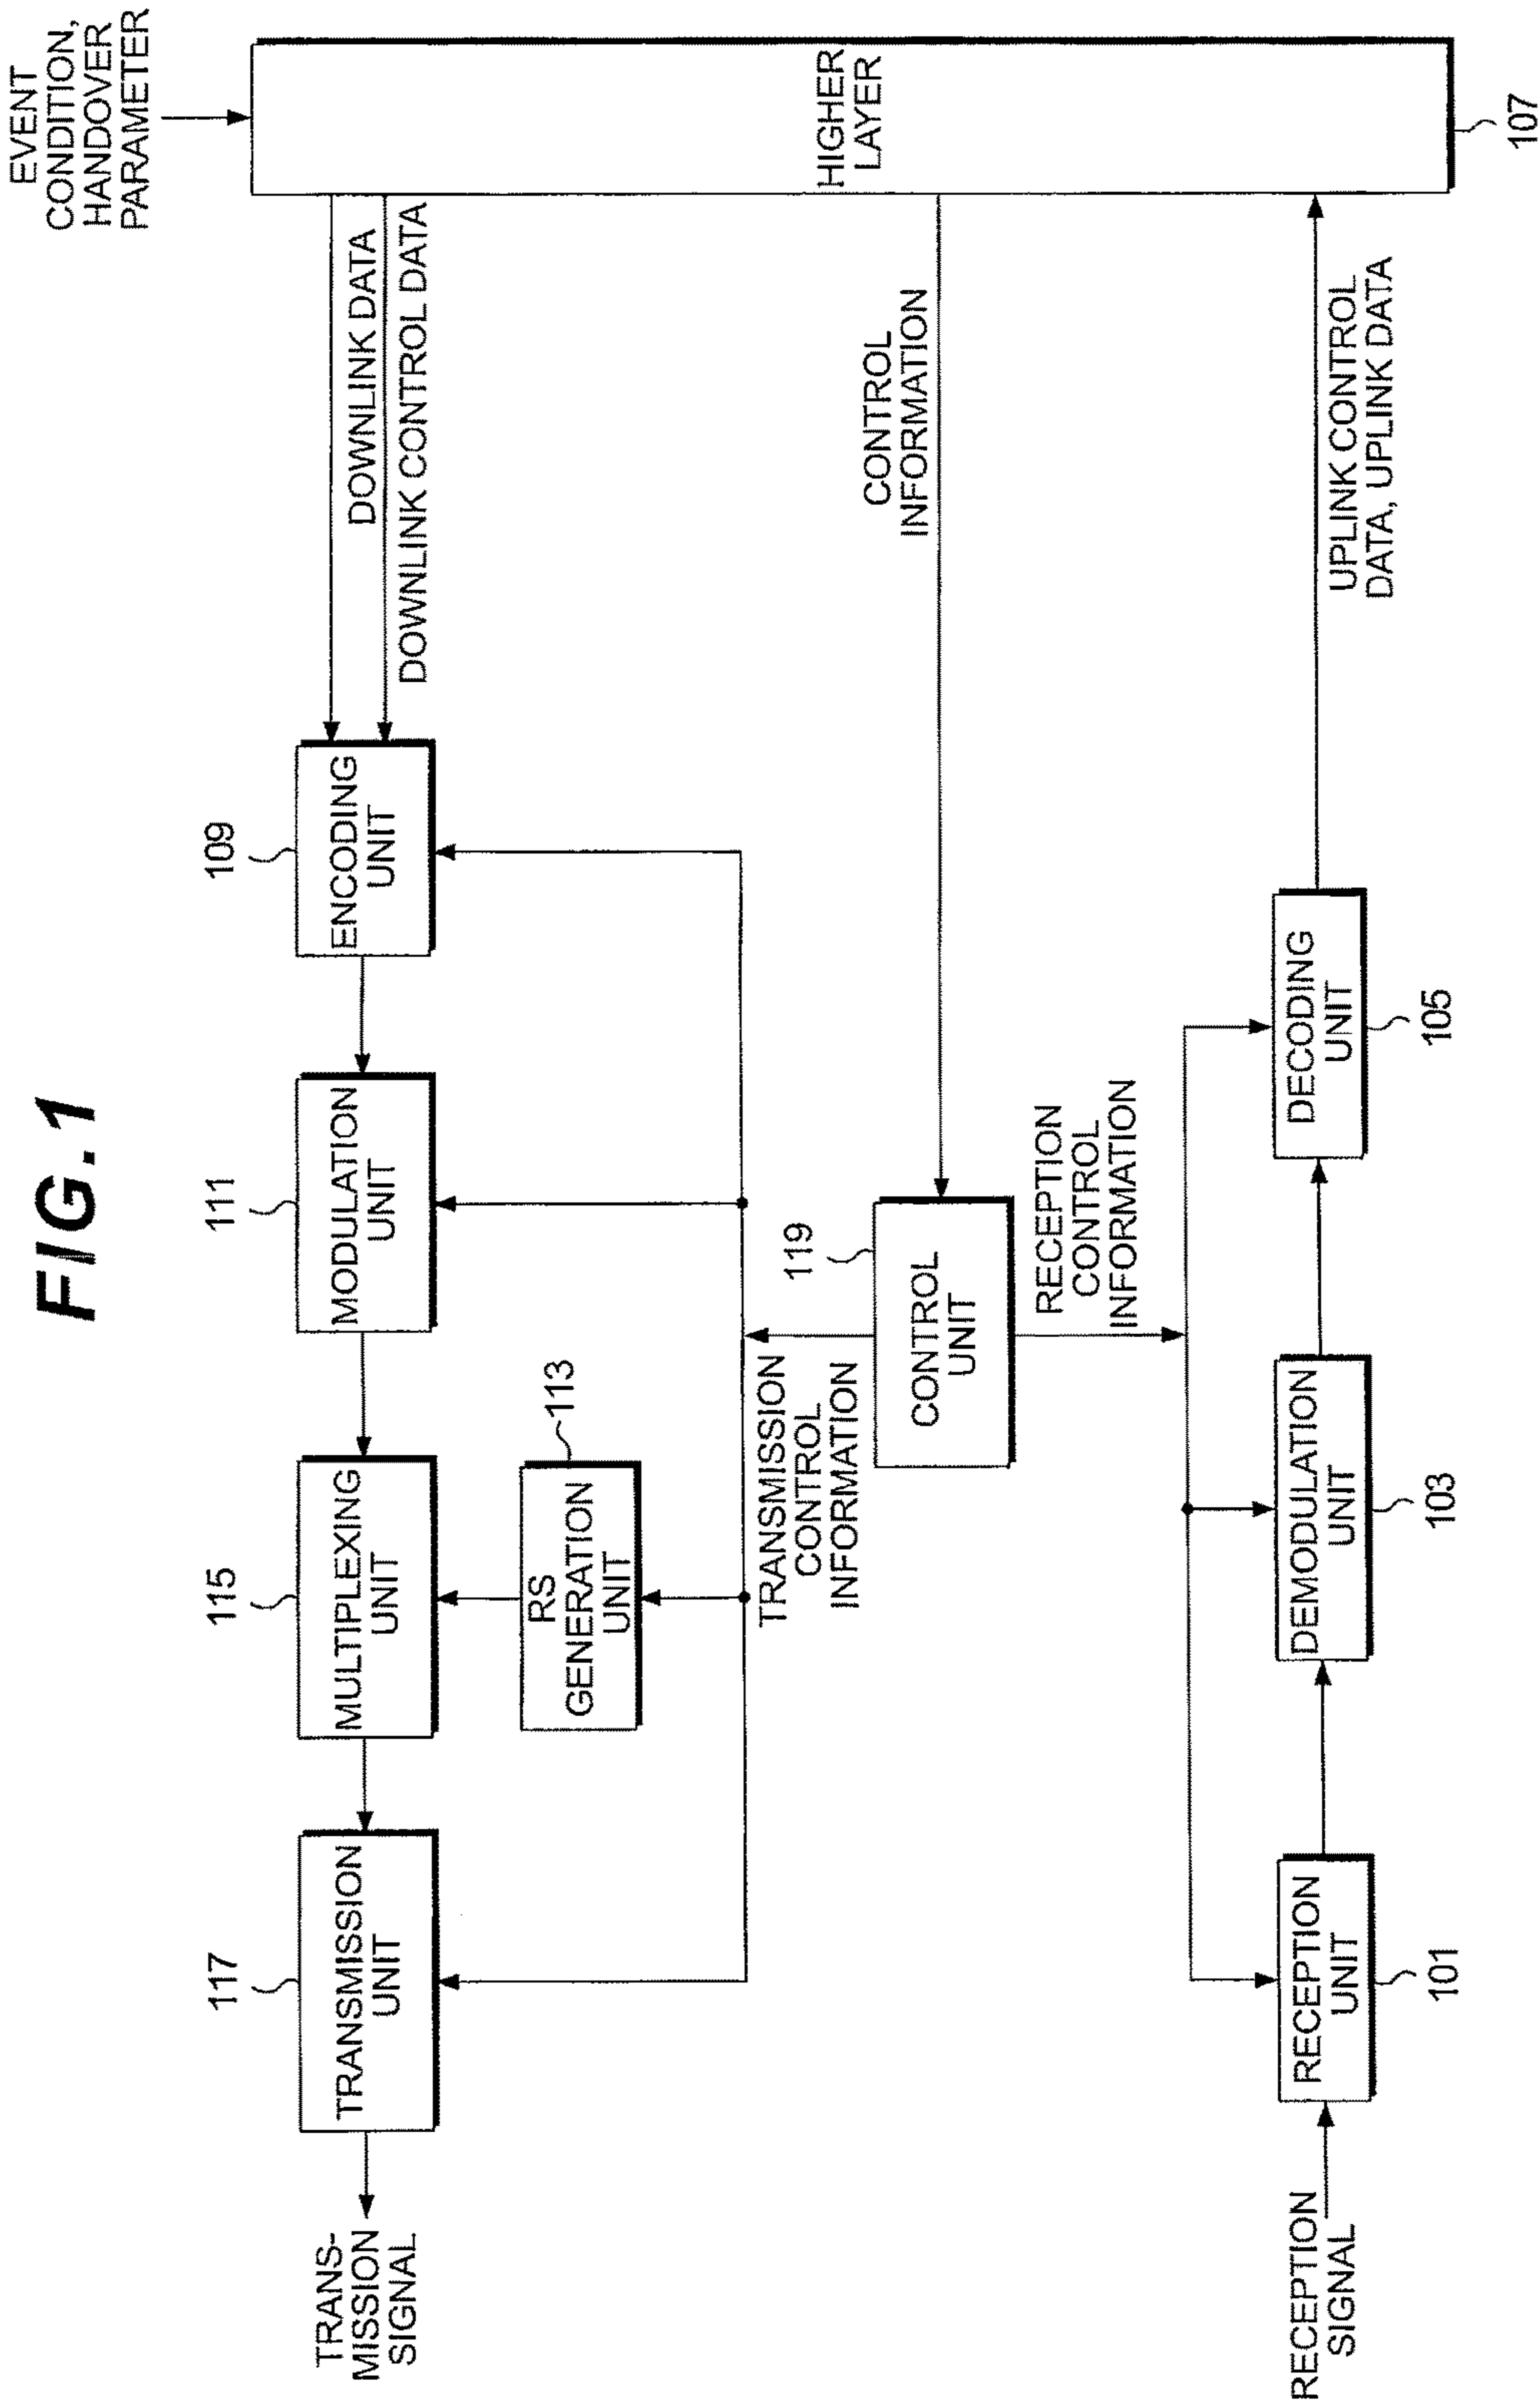 FIG.1
TRANS-
MISSION
SIGNAL
117
TRANSMISSION
UNIT
115
MULTIPLEXING
UNIT
111
MODULATION
UNIT
109
ENCODING
UNIT
DOWNLINK DATA
DOWNLINK CONTROL DATA
EVENT
CONDITION,
HANDOVER
PARAMETER
RS
GENERATION
UNIT
113
TRANSMISSION
CONTROL
INFORMATION
119
CONTROL
UNIT
CONTROL
INFORMATION
HIGHER
LAYER
107
RECEPTION
CONTROL
INFORMATION
RECEPTION
SIGNAL
RECEPTION
UNIT
101
DEMODULATION
UNIT
103
DECODING
UNIT
105
UPLINK CONTROL
DATA, UPLINK DATA